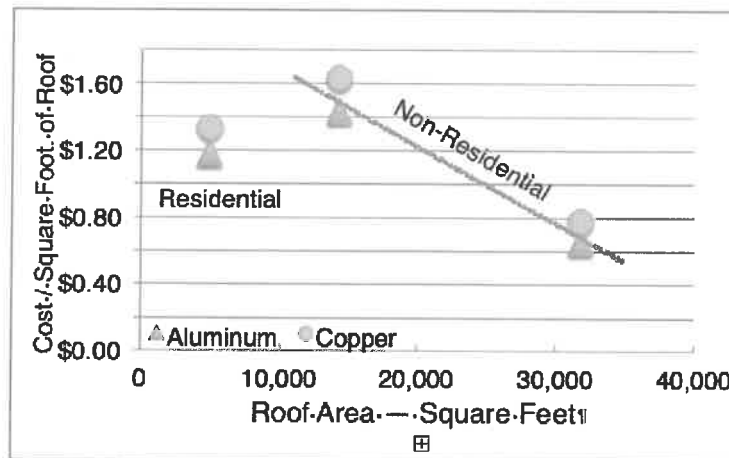 Cost·/·Square·Foot·of·Roof
$1.60
$1.20
$0.80
$0.40
$0.00
Non-Residential
Residential
Aluminum
Copper
0
10,000
20,000
30,000
40,000
Roof·Area·—·Square·Feet¶